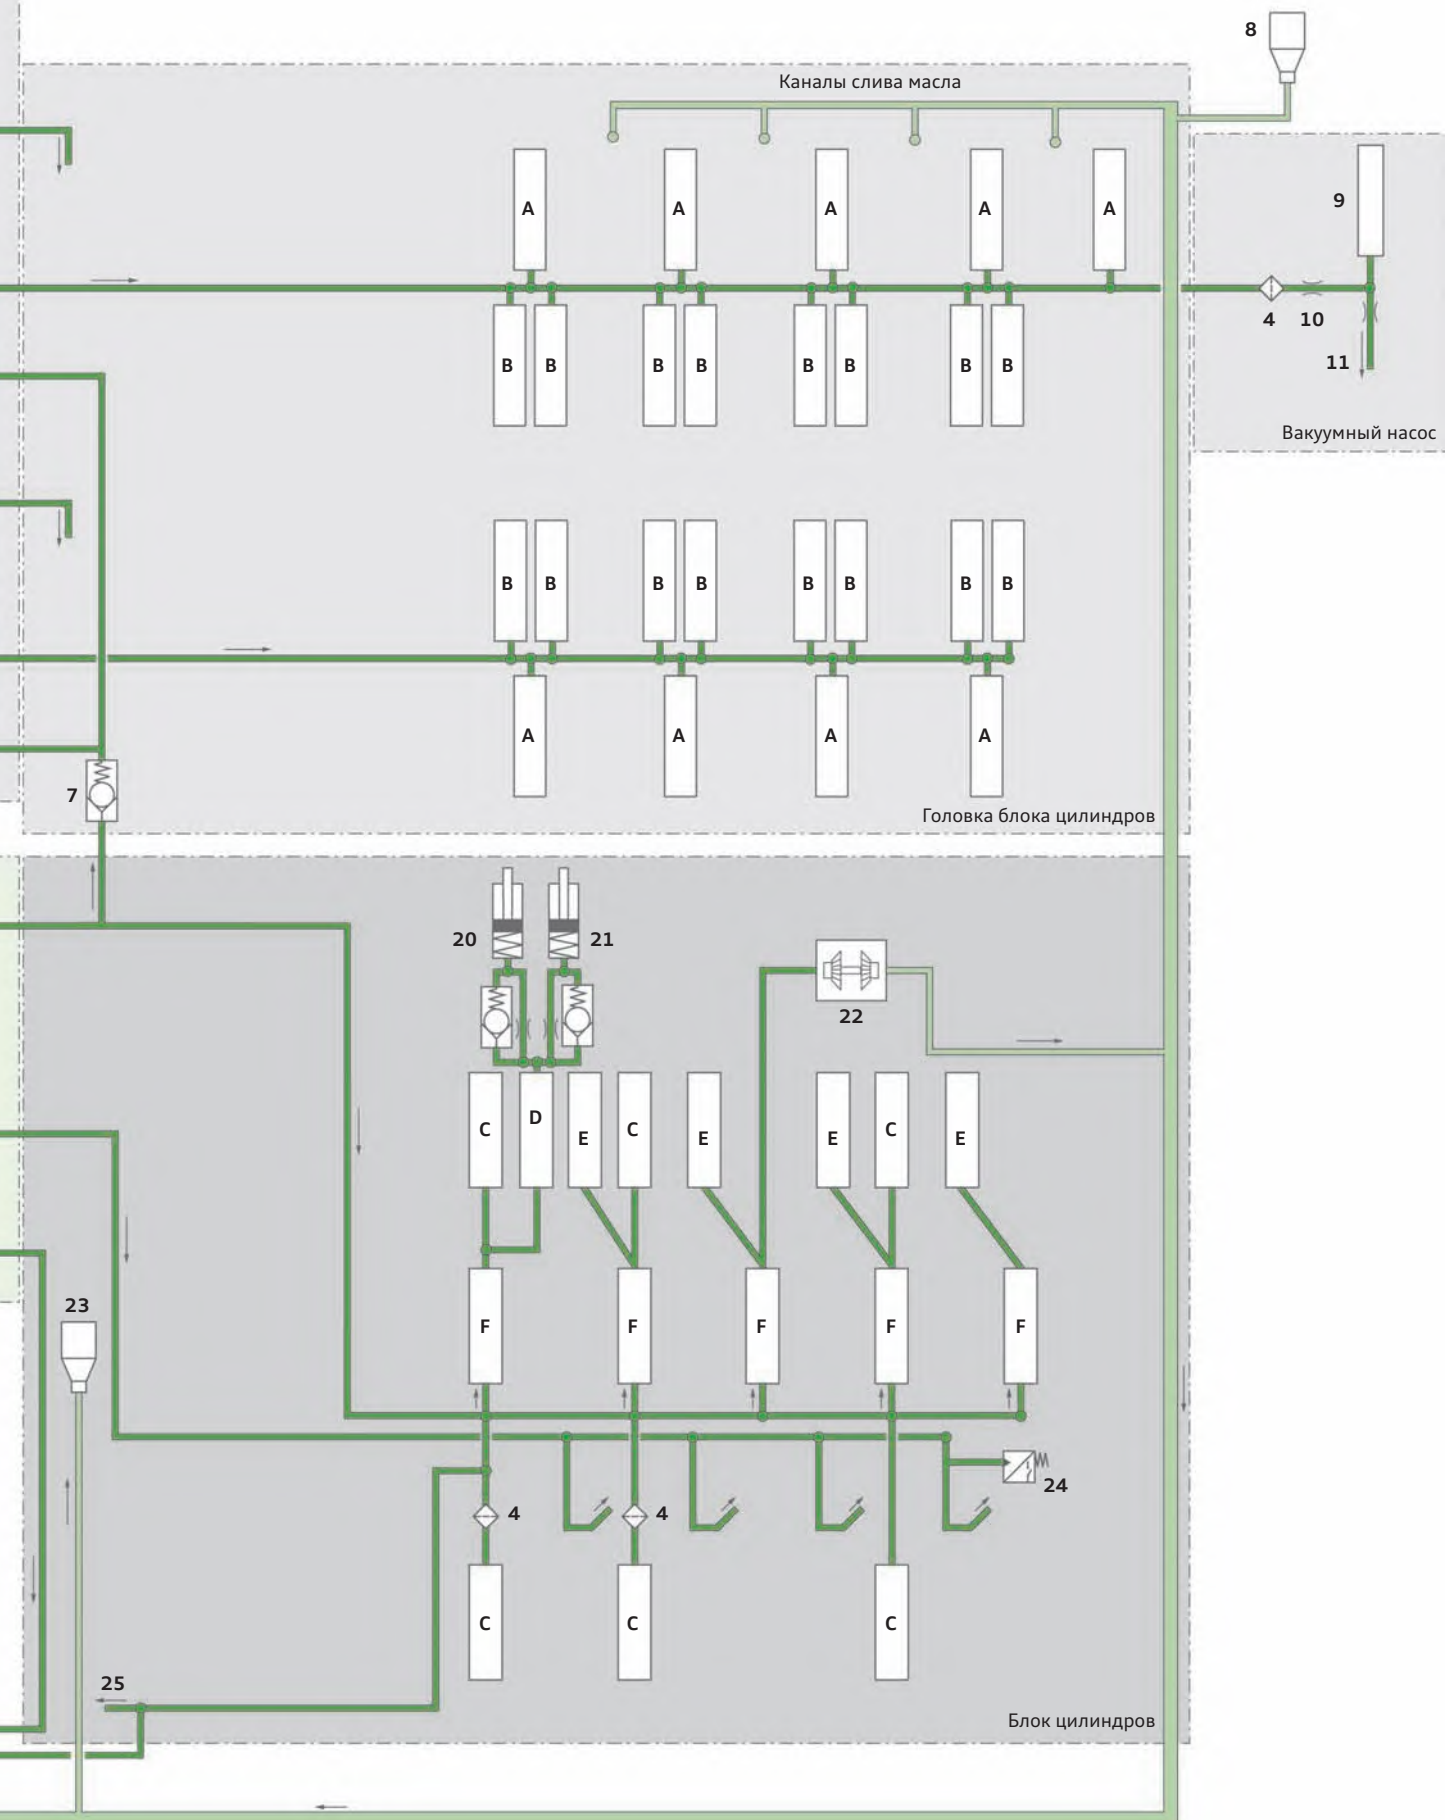 8
Каналы слива масла
A A A A A
9
4 10
11
B B B B B B B B
Вакуумный насос
B B B B B B B B
A A A A
7
Головка блока цилиндров
20 21
22
C D E C E E C E
23
F F F F F
24
4 4
C C C
25
Блок цилиндров